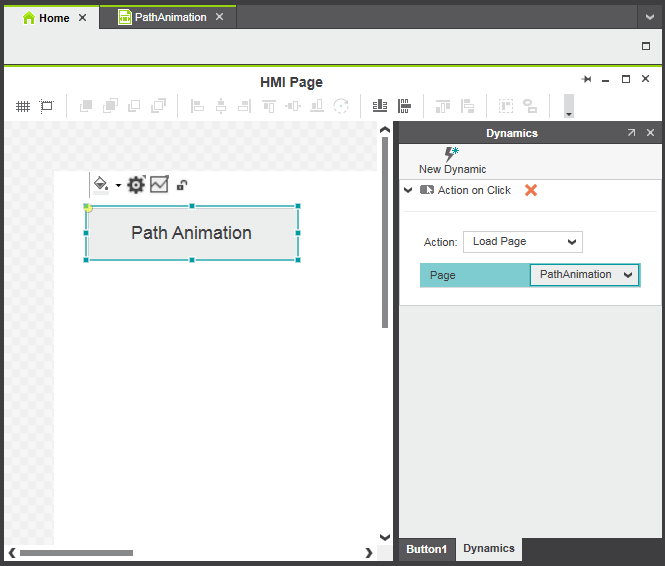 Home
PathAnimation
HMI Page
Dynamics
New Dynamic
Action on Click
Path Animation
Action:
Load Page
Page
PathAnimation
Button1
Dynamics